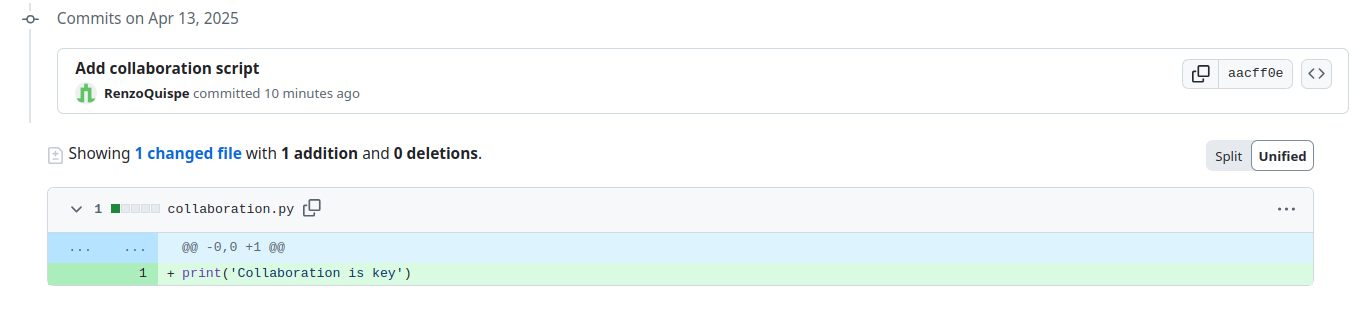 Commits on Apr 13, 2025
Add collaboration script
aacff0e
RenzoQuispe committed 10 minutes ago
Showing 1 changed file with 1 addition and 0 deletions.
Split Unified
1 collaboration.py
... ... @@ -0,0 +1 @@
1 + print('Collaboration is key')